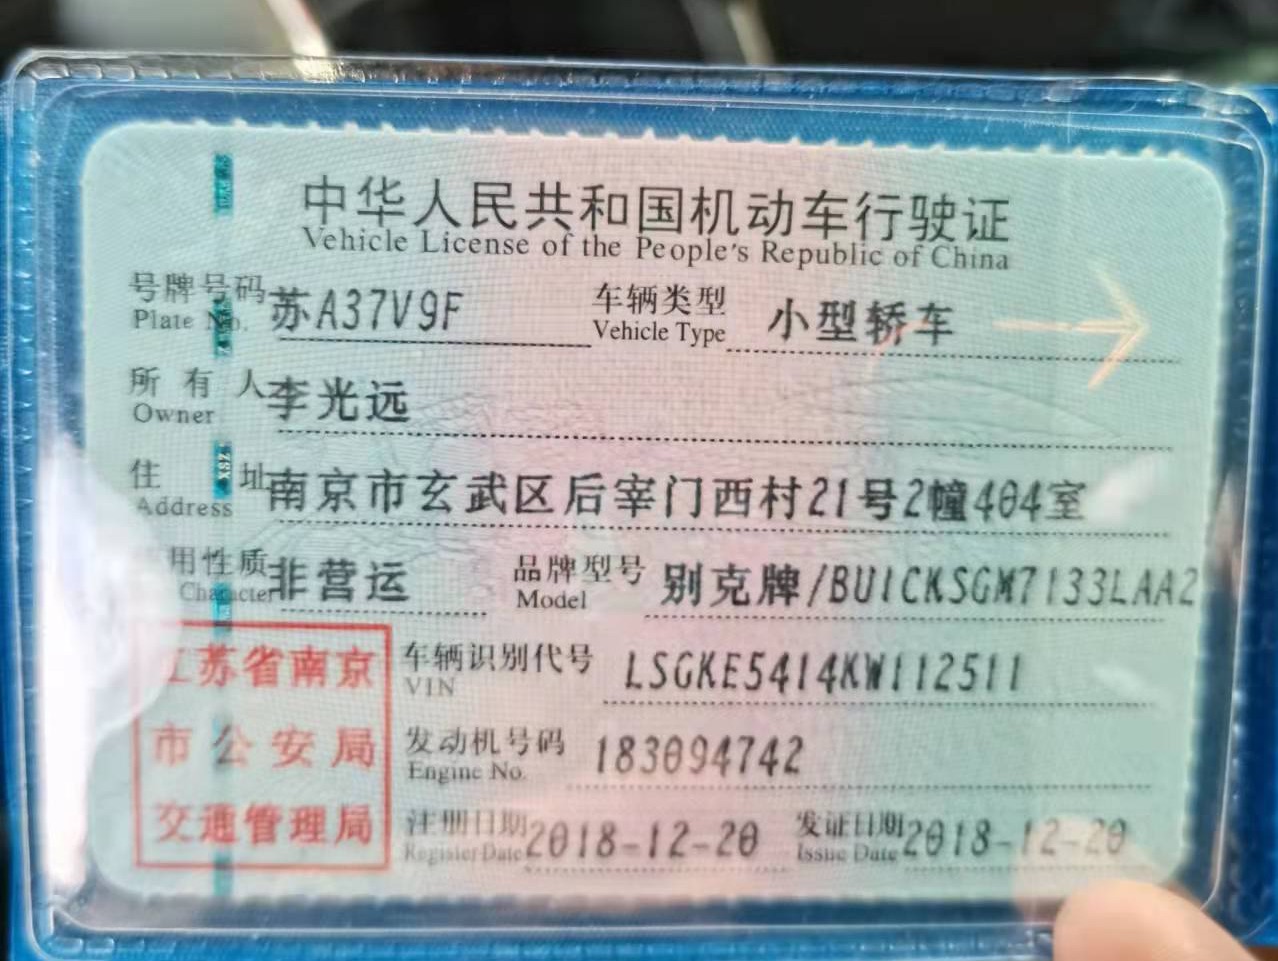 中华人民共和国机动车行驶证
Vehicle License of the People's Republic of China
号牌号码 苏A37V9F 车辆类型 小型轿车
Plate No. Vehicle Type
所有人 李光远
Owner
住址 南京市玄武区后宰门西村21号2幢404室
Address
用性质 非营运 品牌型号 别克牌/BUICKSGM7133LAA2
Character Model
苏省南京 车辆识别代号 LSGKE5414KW112511
VIN
市公安局 发动机号码 183094742
Engine No.
交通管理局 注册日期 2018-12-20 发证日期 2018-12-20
Register Date Issue Date